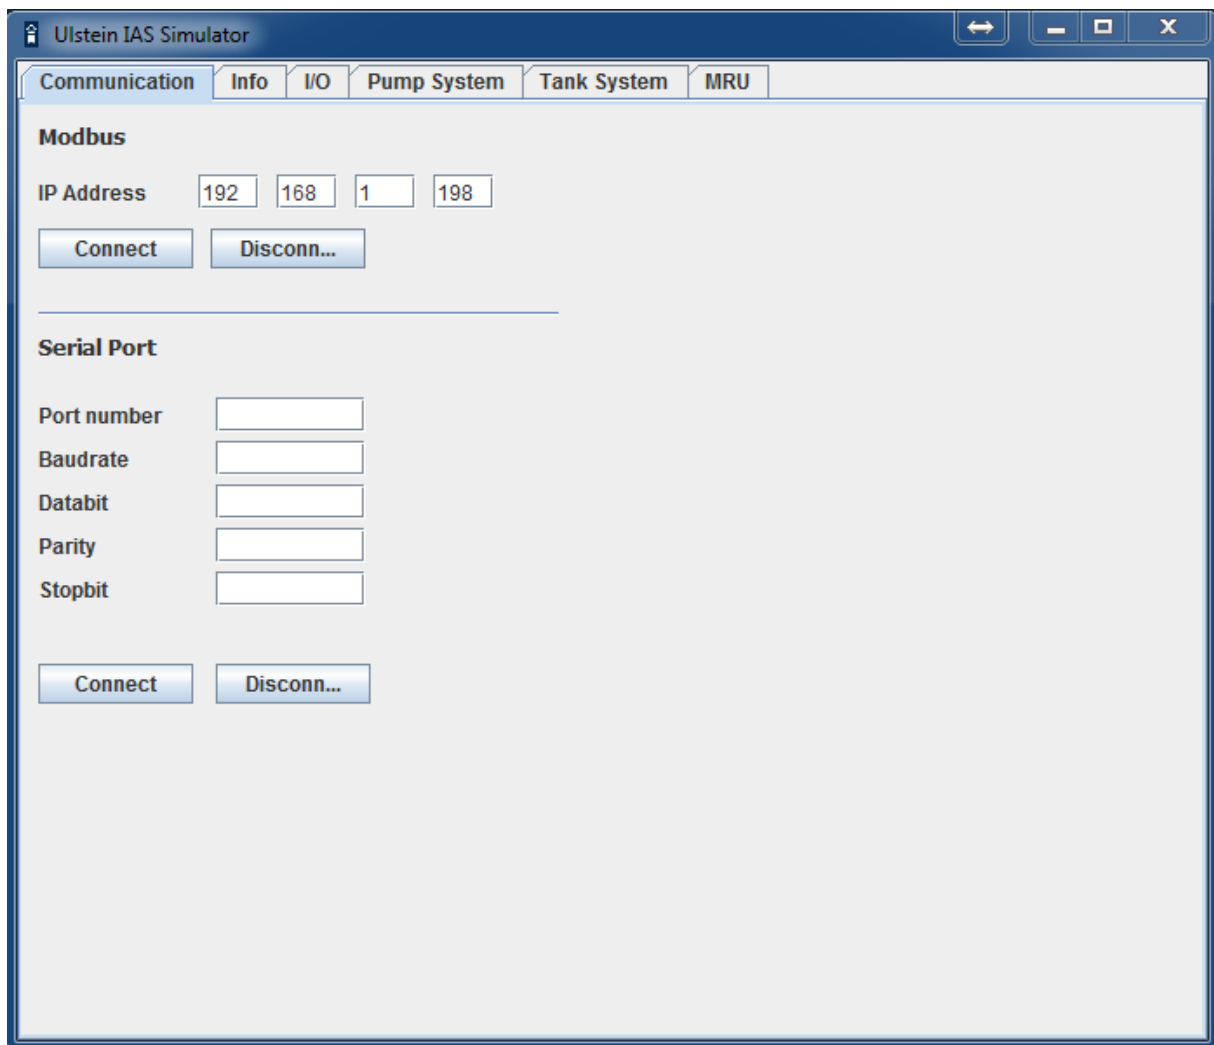 Ulstein IAS Simulator
Communication Info I/O Pump System Tank System MRU
Modbus
IP Address 192 168 1 198
Connect Disconn...
Serial Port
Port number
Baudrate
Databit
Parity
Stopbit
Connect Disconn...